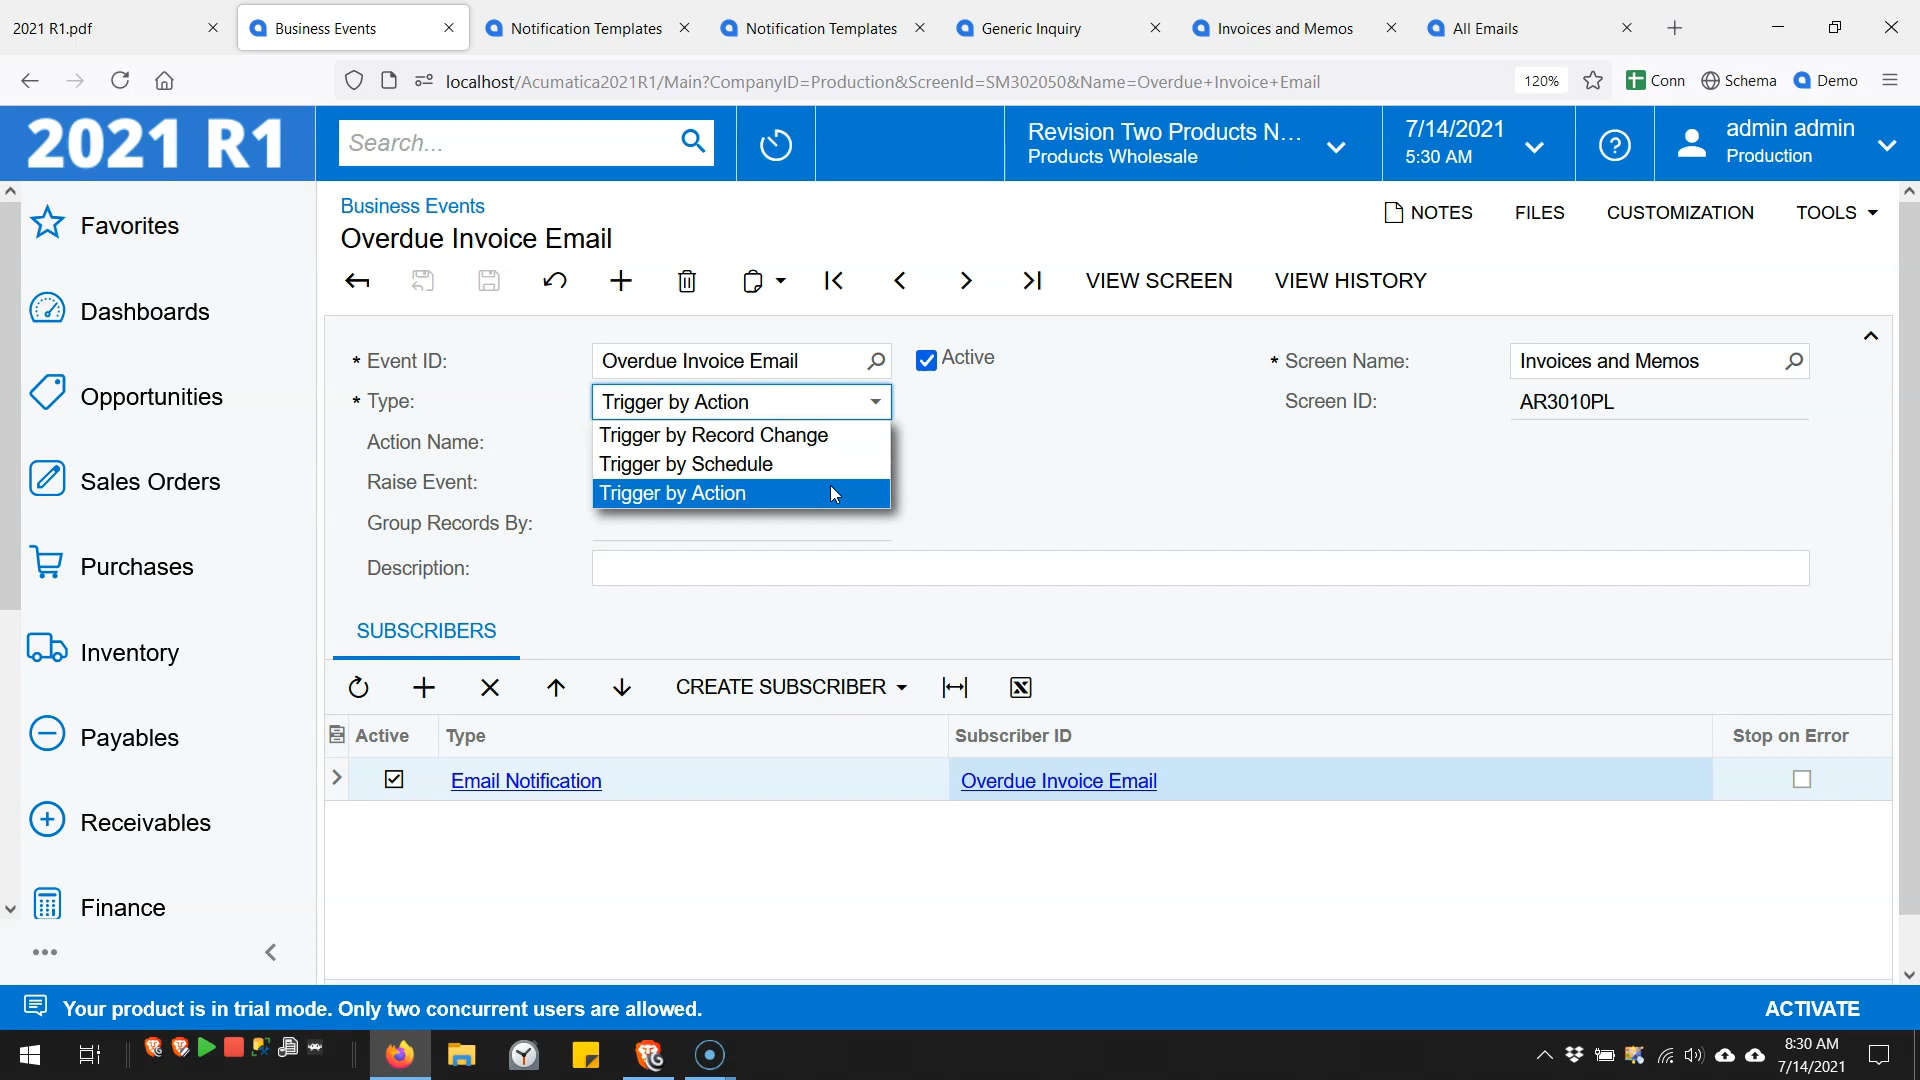 2021 R1.pdf
Business Events
Notification Templates
Notification Templates
Generic Inquiry
Invoices and Memos
All Emails
localhost/Acumatica2021R1/Main?CompanyID=Production&ScreenId=SM302050&Name=Overdue+Invoice+Email
120%
Conn
Schema
Demo
2021 R1
Search...
Revision Two Products N...
Products Wholesale
7/14/2021
5:30 AM
admin admin
Production
Favorites
Dashboards
Opportunities
Sales Orders
Purchases
Inventory
Payables
Receivables
Finance
Business Events
Overdue Invoice Email
NOTES
FILES
CUSTOMIZATION
TOOLS
VIEW SCREEN
VIEW HISTORY
* Event ID:
Overdue Invoice Email
Active
* Screen Name:
Invoices and Memos
* Type:
Trigger by Action
Screen ID:
AR3010PL
Trigger by Record Change
Trigger by Schedule
Trigger by Action
Action Name:
Raise Event:
Group Records By:
Description:
SUBSCRIBERS
CREATE SUBSCRIBER
Active
Type
Subscriber ID
Stop on Error
Email Notification
Overdue Invoice Email
Your product is in trial mode. Only two concurrent users are allowed.
ACTIVATE
8:30 AM
7/14/2021